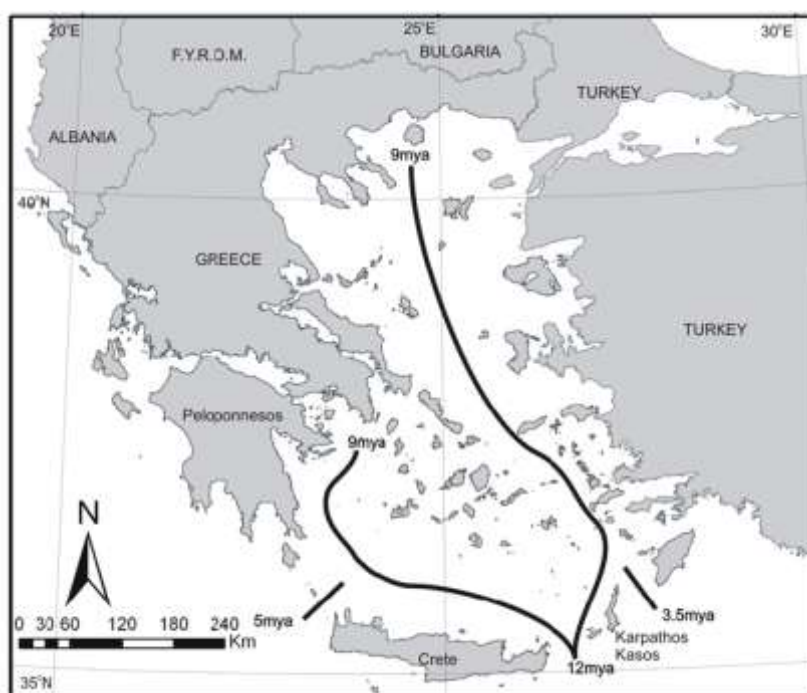 20°E 25°E 30°E
F.Y.R.O.M. BULGARIA
TURKEY
ALBANIA
9mya
40°N
GREECE
TURKEY
Peloponnesos
9mya
N
5mya 3.5mya
0 30 60 120 180 240
Km
Karpathos
Kasos
Crete 12mya
35°N